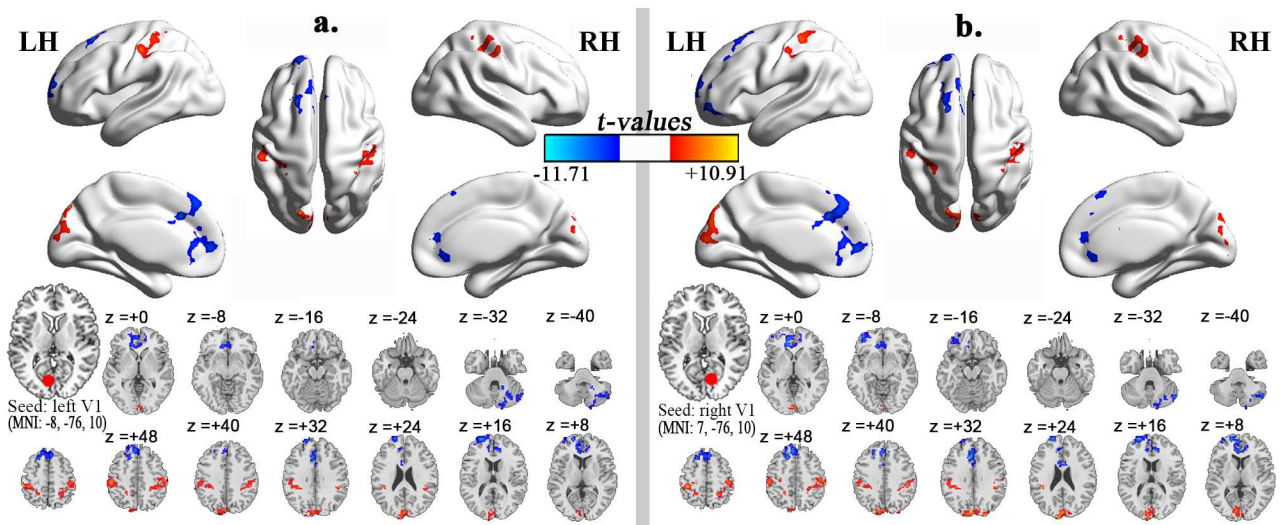 a.
LH
RH
z =+0
z =-8
z =-16
z =-24
z =-32
z =-40
Seed: left V1
(MNI: -8, -76, 10)
z =+48
z =+40
z =+32
z =+24
z =+16
z =+8
t-values
-11.71
+10.91
b.
LH
RH
z =+0
z =-8
z =-16
z =-24
z =-32
z =-40
Seed: right V1
(MNI: 7, -76, 10)
z =+48
z =+40
z =+32
z =+24
z =+16
z =+8